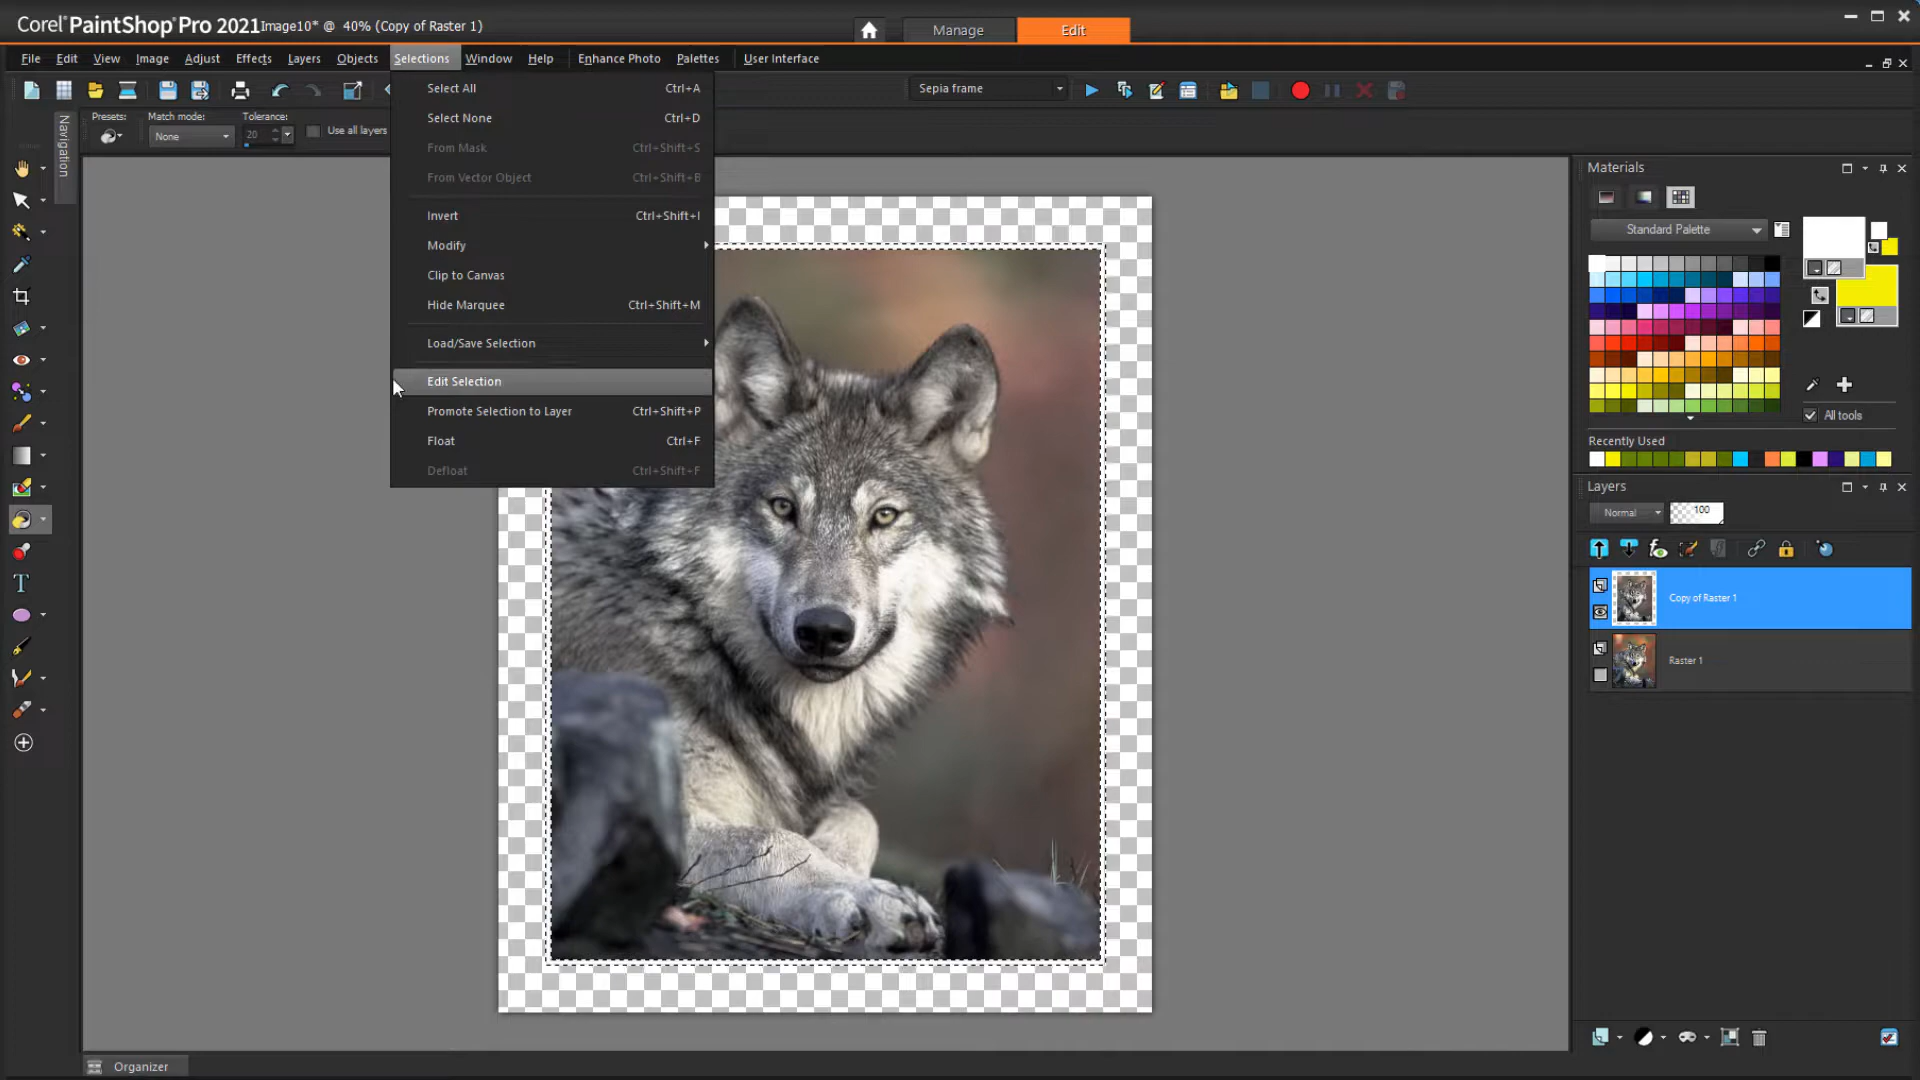 Corel PaintShop Pro 2021 Image10* @ 40% (Copy of Raster 1)
Manage
Edit
File Edit View Image Adjust Effects Layers Objects Selections Window Help Enhance Photo Palettes User Interface
Select All Ctrl+A
Select None Ctrl+D
From Mask Ctrl+Shift+S
From Vector Object Ctrl+Shift+B
Invert Ctrl+Shift+I
Modify
Clip to Canvas
Hide Marquee Ctrl+Shift+M
Load/Save Selection
Edit Selection
Promote Selection to Layer Ctrl+Shift+P
Float Ctrl+F
Defloat Ctrl+Shift+F
Sepia frame
Presets: Match mode: Tolerance:
None 20 Use all layers
Navigation
Materials
Standard Palette
All tools
Recently Used
Layers
Normal 100
Copy of Raster 1
Raster 1
Organizer